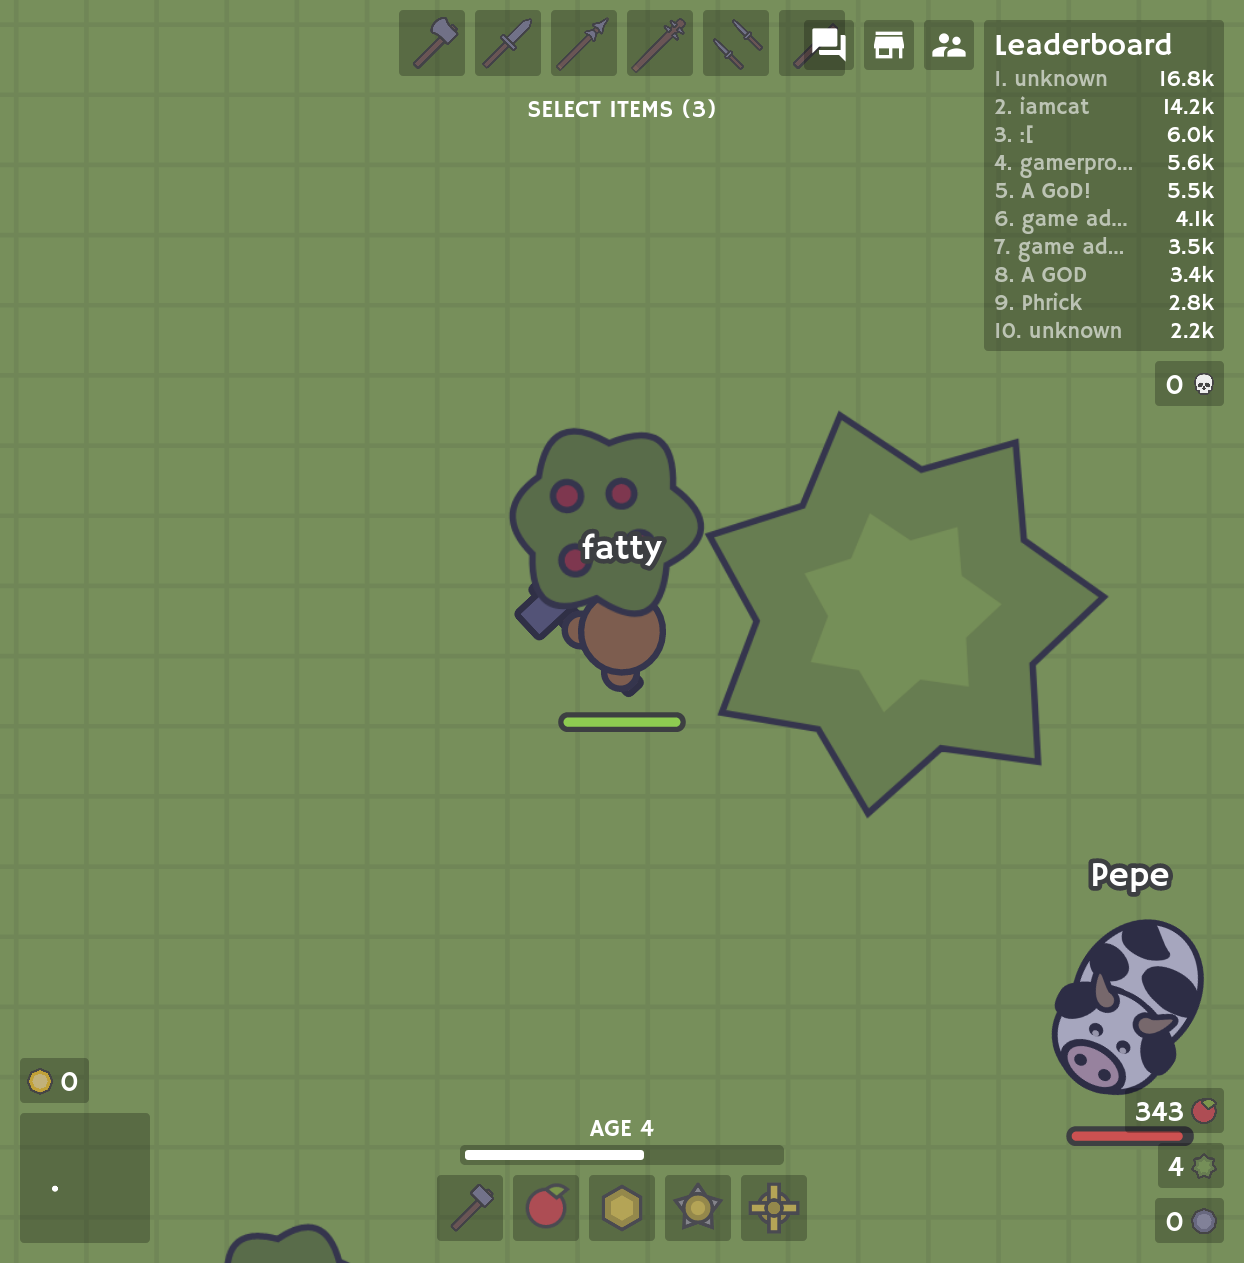 SELECT ITEMS (3)
Leaderboard
1. unknown 16.8k
2. iamcat 14.2k
3. :[ 6.0k
4. gamerpro... 5.6k
5. A GoD! 5.5k
6. game ad... 4.1k
7. game ad... 3.5k
8. A GOD 3.4k
9. Phrick 2.8k
10. unknown 2.2k
0
fatty
Pepe
0
AGE 4
343
4
0